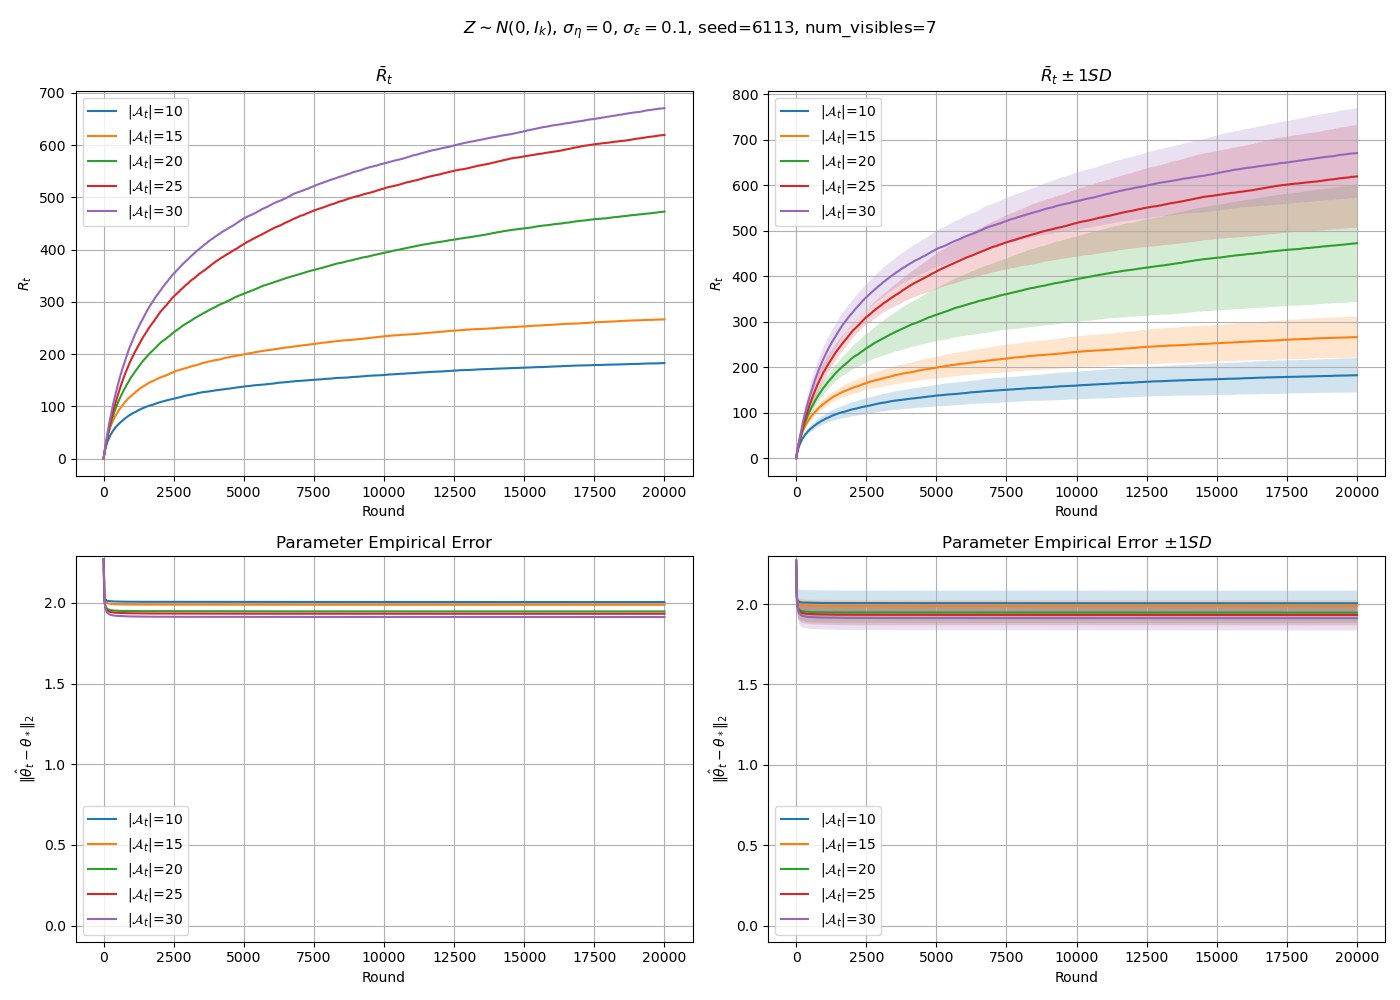 Z ∼ N(0, I_k), σ_η = 0, σ_ε = 0.1, seed=6113, num_visibles=7
R̄_t
R_t
700
600
500
400
300
200
100
0
|𝒜_t|=10
|𝒜_t|=15
|𝒜_t|=20
|𝒜_t|=25
|𝒜_t|=30
0 2500 5000 7500 10000 12500 15000 17500 20000
Round
R̄_t ± 1SD
R_t
800
700
600
500
400
300
200
100
0
|𝒜_t|=10
|𝒜_t|=15
|𝒜_t|=20
|𝒜_t|=25
|𝒜_t|=30
0 2500 5000 7500 10000 12500 15000 17500 20000
Round
Parameter Empirical Error
‖θ̂_t − θ_*‖₂
2.0
1.5
1.0
0.5
0.0
|𝒜_t|=10
|𝒜_t|=15
|𝒜_t|=20
|𝒜_t|=25
|𝒜_t|=30
0 2500 5000 7500 10000 12500 15000 17500 20000
Round
Parameter Empirical Error ±1SD
‖θ̂_t − θ_*‖₂
2.0
1.5
1.0
0.5
0.0
|𝒜_t|=10
|𝒜_t|=15
|𝒜_t|=20
|𝒜_t|=25
|𝒜_t|=30
0 2500 5000 7500 10000 12500 15000 17500 20000
Round